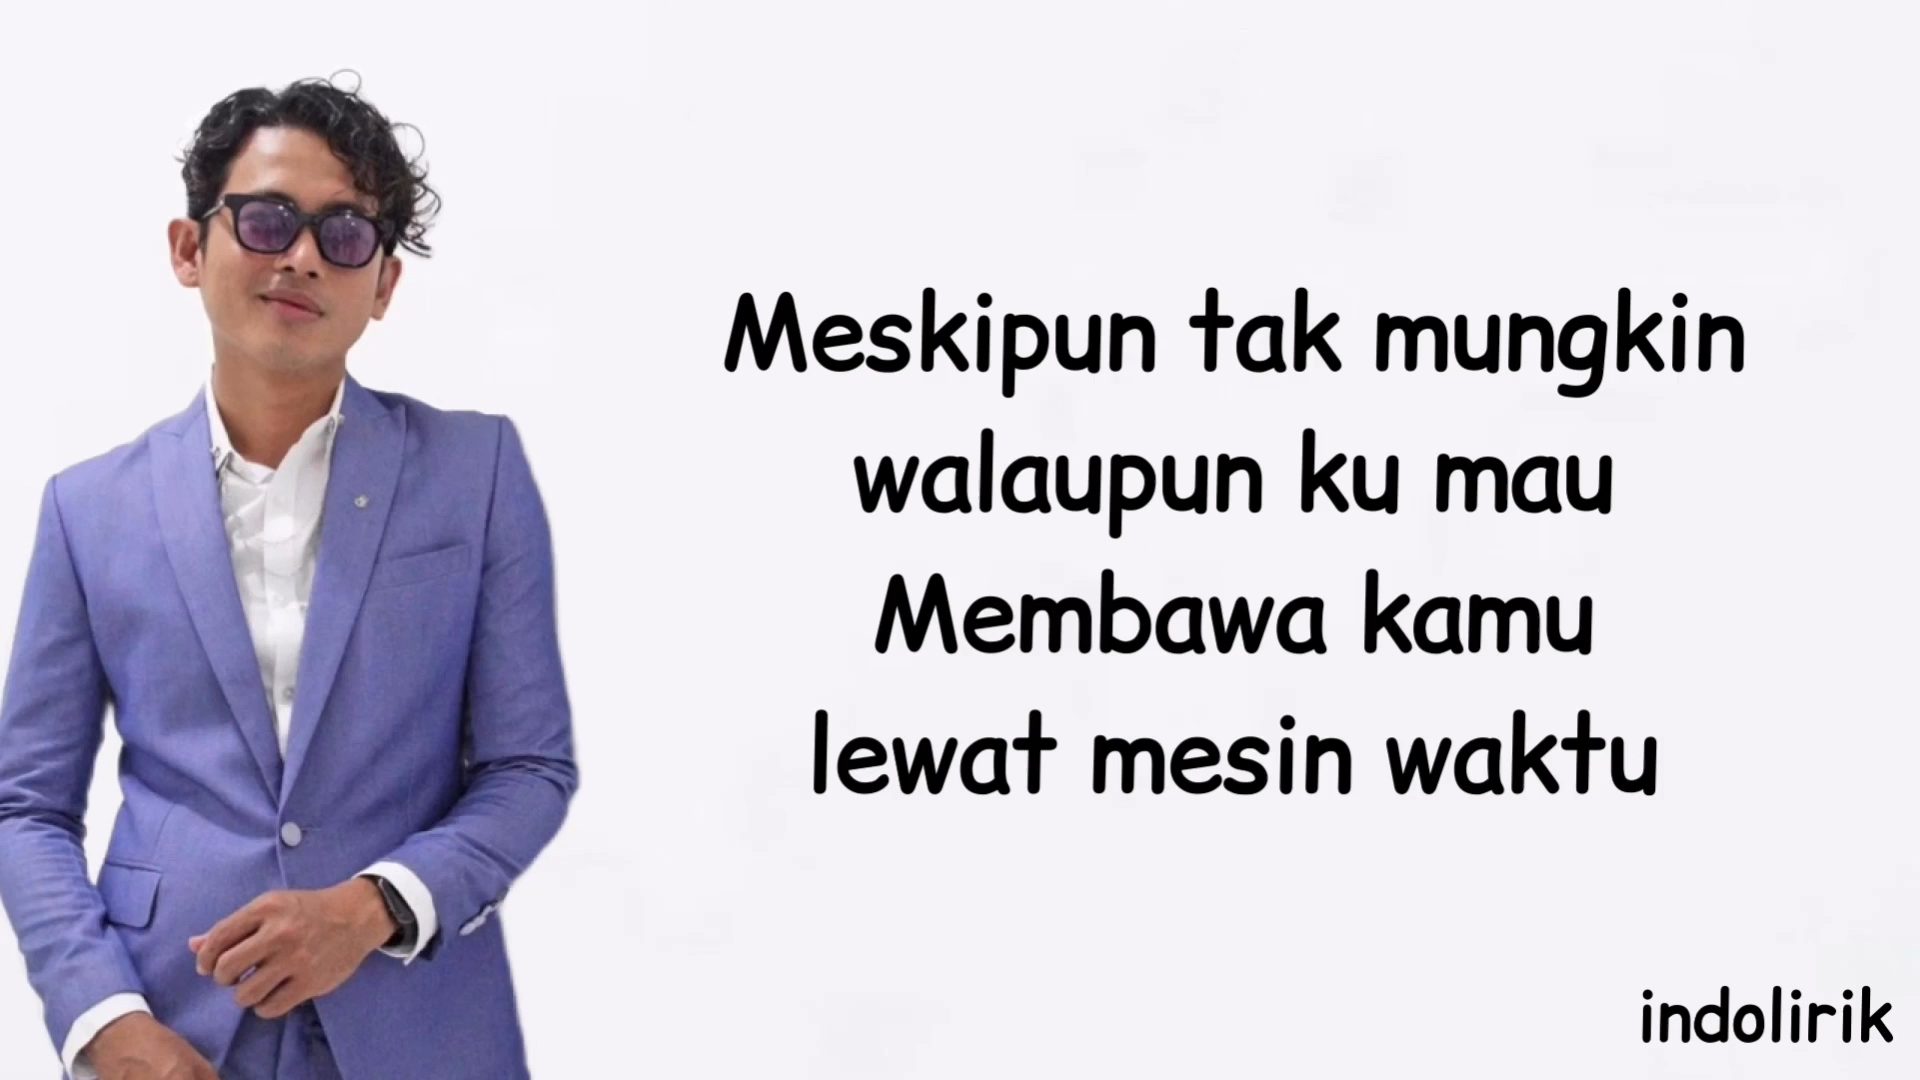 Meskipun tak mungkin
walaupun ku mau
Membawa kamu
lewat mesin waktu
indolirik